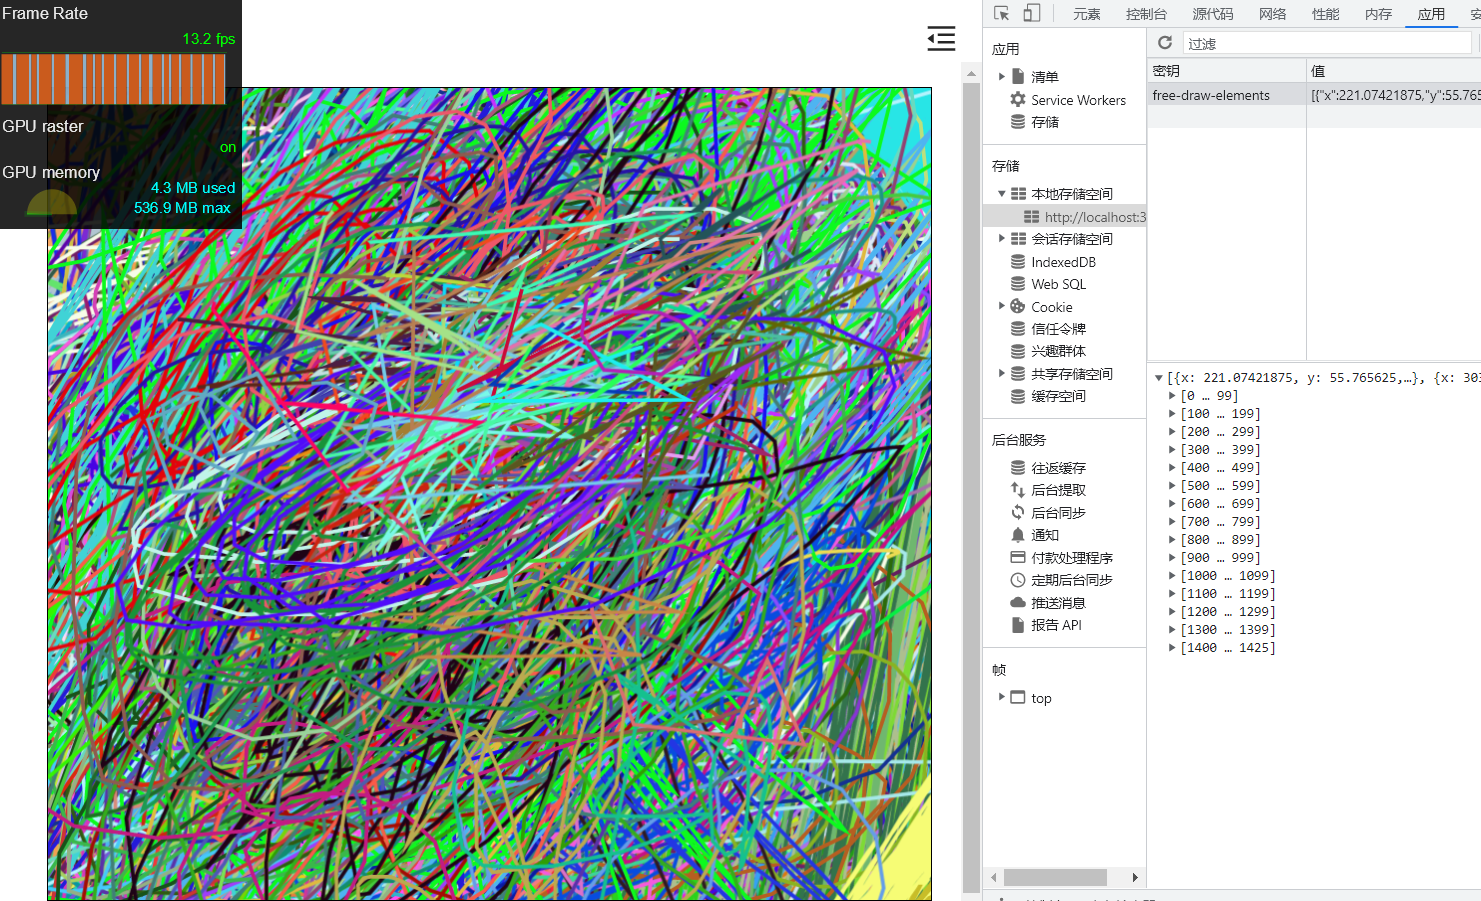 Frame Rate
13.2 fps
GPU raster
on
GPU memory
4.3 MB used
536.9 MB max
元素
控制台
源代码
网络
性能
内存
应用
应用
清单
Service Workers
存储
存储
本地存储空间
http://localhost:3
会话存储空间
IndexedDB
Web SQL
Cookie
信任令牌
兴趣群体
共享存储空间
缓存空间
后台服务
往返缓存
后台提取
后台同步
通知
付款处理程序
定期后台同步
推送消息
报告 API
帧
top
过滤
密钥 值
free-draw-elements [{"x":221.07421875,"y":55.765
[{x: 221.07421875, y: 55.765625,…}, {x: 303
[0 … 99]
[100 … 199]
[200 … 299]
[300 … 399]
[400 … 499]
[500 … 599]
[600 … 699]
[700 … 799]
[800 … 899]
[900 … 999]
[1000 … 1099]
[1100 … 1199]
[1200 … 1299]
[1300 … 1399]
[1400 … 1425]